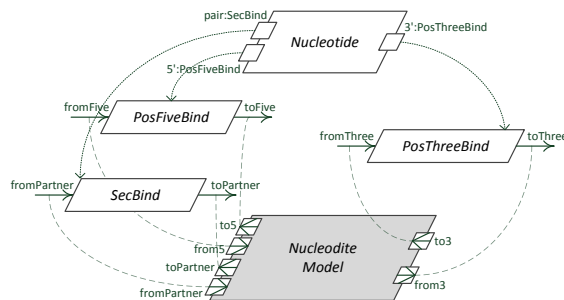 pair:SecBind
Nucleotide
3':PosThreeBind
5':PosFiveBind
fromFive
toFive
PosFiveBind
fromThree
toThree
PosThreeBind
fromPartner
toPartner
SecBind
to5
from5
toPartner
fromPartner
Nucleodite
Model
to3
from3